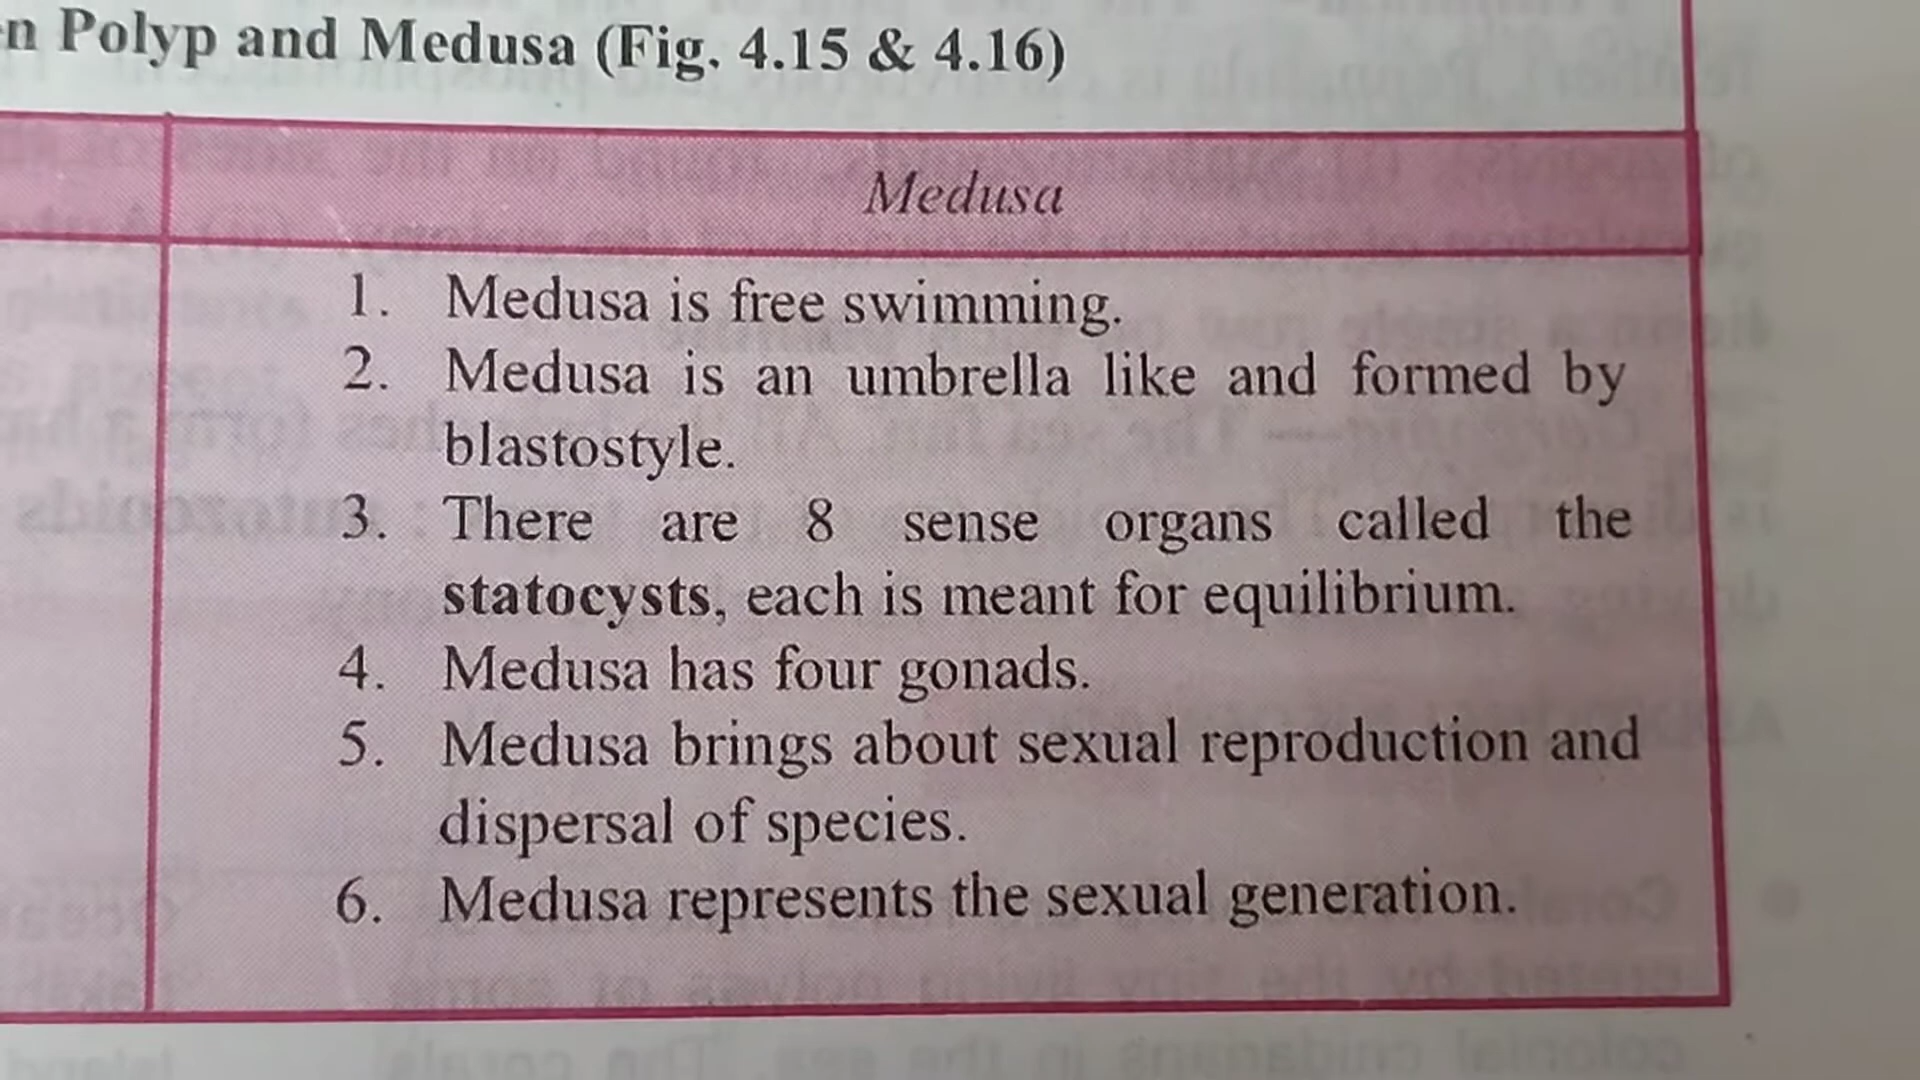 n Polyp and Medusa (Fig. 4.15 & 4.16)
Medusa
1. Medusa is free swimming.
2. Medusa is an umbrella like and formed by
blastostyle.
3. There are 8 sense organs called the
statocysts, each is meant for equilibrium.
4. Medusa has four gonads.
5. Medusa brings about sexual reproduction and
dispersal of species.
6. Medusa represents the sexual generation.